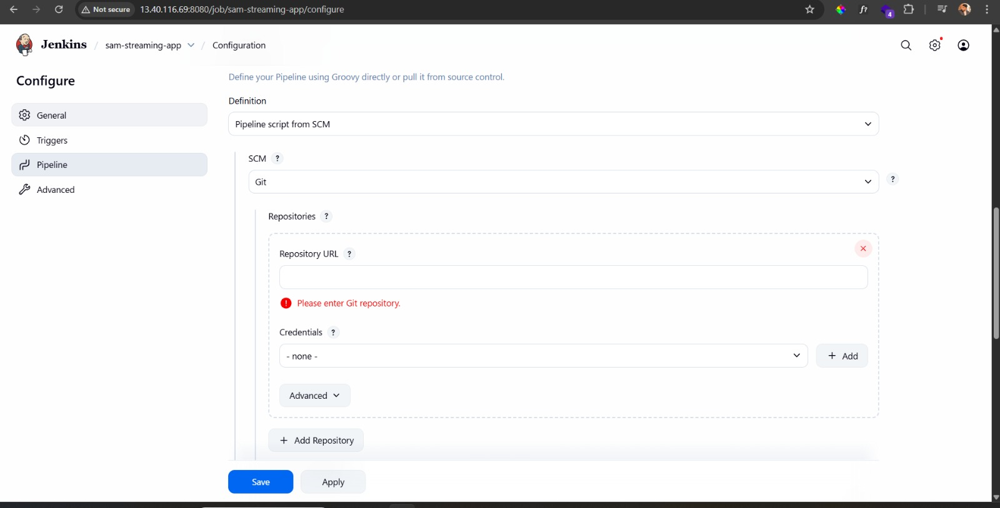 Not secure 13.40.116.69:8080/job/sam-streaming-app/configure
4
Jenkins / sam-streaming-app / Configuration
Configure
General
Triggers
Pipeline
Advanced
Define your Pipeline using Groovy directly or pull it from source control.
Definition
Pipeline script from SCM
SCM ?
Git
?
Repositories ?
Repository URL ?
Please enter Git repository.
Credentials ?
- none -
+ Add
Advanced
+ Add Repository
Save Apply